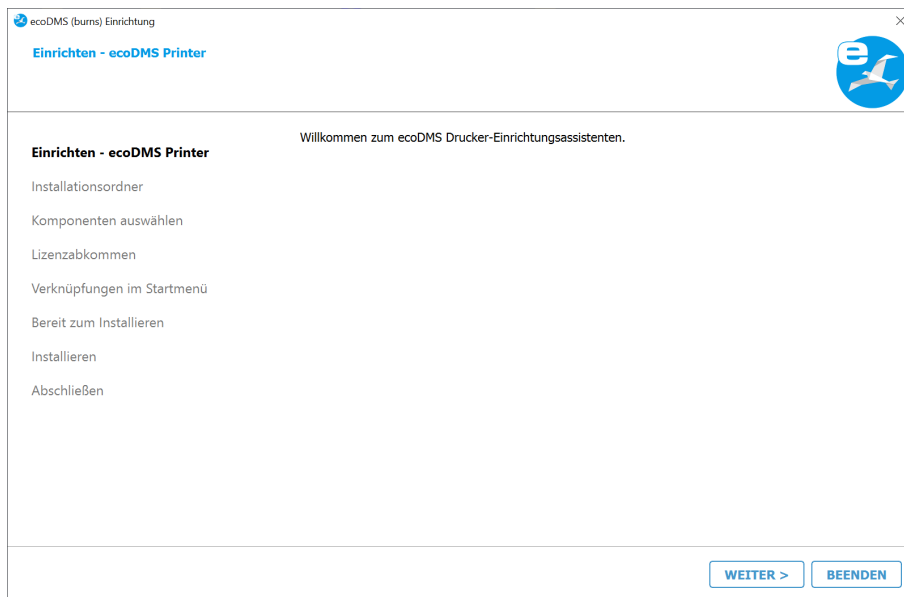 ecoDMS (burns) Einrichtung
Einrichten - ecoDMS Printer
e
Willkommen zum ecoDMS Drucker-Einrichtungsassistenten.
Einrichten - ecoDMS Printer
Installationsordner
Komponenten auswählen
Lizenzabkommen
Verknüpfungen im Startmenü
Bereit zum Installieren
Installieren
Abschließen
WEITER > BEENDEN